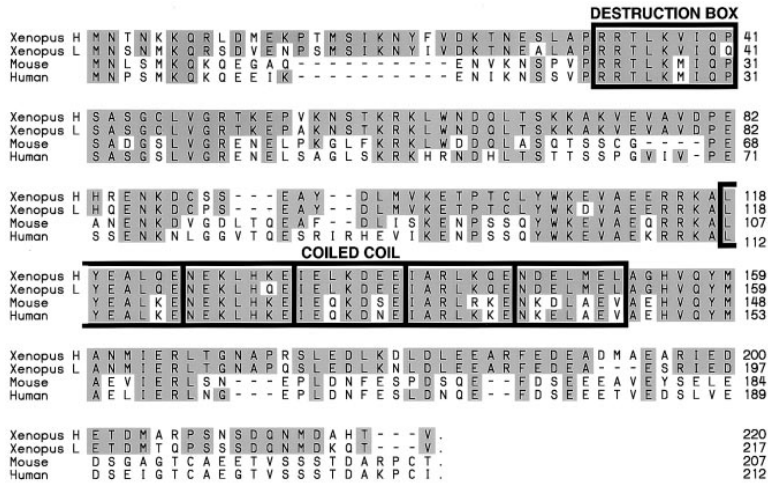 DESTRUCTION BOX
Xenopus H M N T N K K Q R L D M E K P T M S I K N Y F V D K T N E S L A P R R T L K V I Q P 41
Xenopus L M N S N M K Q R S D V E N P S M S I K N Y I V D K T N E A L A P R R T L K V I Q Q 41
Mouse M N L S M K Q K Q E G A Q - - - - - - - - - - E N V K N S P V P R R T L K M I Q P 31
Human M N P S M K Q K Q E E I K - - - - - - - - - - E N I K N S S V P R R T L K M I Q P 31
Xenopus H S A S G C L V G R T K E P V K N S T K R K L W N D Q L T S K K A K V E V A V D P E 82
Xenopus L S A S G C L V G R T K E P A K N S T K R K L W N D Q L T S K K A K V E V A V D P E 82
Mouse S A D G S L V G R E N E L P K G L F K R K L W D D Q L A S Q T S S C G - - - - P E 68
Human S A S G S L V G R E N E L S A G L S K R K H R N D H L T S T T S S P G V I V - P E 71
Xenopus H H R E N K D C S S - - - E A Y - - D L M V K E T P T C L Y W K E V A E E R R K A L 118
Xenopus L H Q E N K D C P S - - - E A Y - - D L M V K E T P T C L Y W K D V A E E R R K A L 118
Mouse A N E N K D V G D L T Q E A F - - D L I S K E N P S S Q Y W K E V A E E R R K A L 107
Human S S E N K N L G G V T Q E S R I R H E V I K E N P S S Q Y W K E V A E K R R K A L 112
COILED COIL
Xenopus H Y E A L Q E N E K L H K E I E L K D E E I A R L K Q E N D E L M E L A G H V Q Y M 159
Xenopus L Y E A L Q E N E K L H Q E I E L K D E E I A R L K Q E N D E L M E L A G H V Q Y M 159
Mouse Y E A L K E N E K L H K E I E Q K D S E I A R L R K E N K D L A E V A E H V Q Y M 148
Human Y E A L K E N E K L H K E I E Q K D N E I A R L K K E N K E L A E V A E H V Q Y M 153
Xenopus H A N M I E R L T G N A P R S L E D L K D L D L E E A R F E D E A D M A E A R I E D 200
Xenopus L A N M I E R L T G N A P Q S L E D L K N L D L E E A R F E D E A - - - E S R I E D 197
Mouse A E V I E R L S N - - - E P L D N F E S P D S Q E - - F D S E E E A V E Y S E L E 184
Human A E L I E R L N G - - - E P L D N F E S L D N Q E - - F D S E E E T V E D S L V E 189
Xenopus H E T D M A R P S N S S D Q N M D A H T - - - V . 220
Xenopus L E T D M T Q P S S S D Q N M D K Q T - - - V . 217
Mouse D S G A G T C A E E T V S S S T D A R P C T . 207
Human D S E I G T C A E G T V S S S T D A K P C I . 212